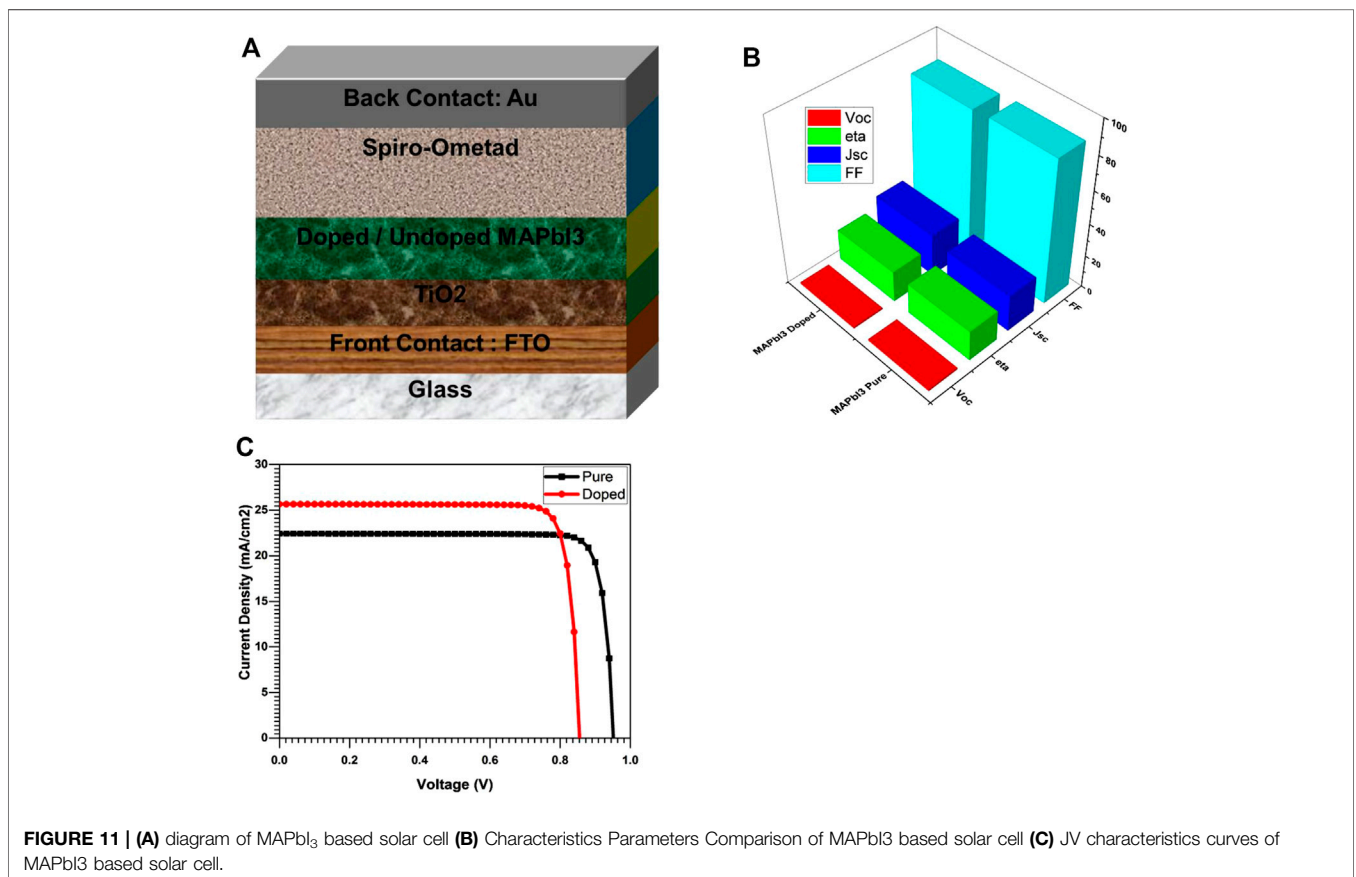 A
Back Contact: Au
Spiro-Ometad
Doped / Undoped MAPbI3
TiO2
Front Contact : FTO
Glass
B
Voc
eta
Jsc
FF
100
80
60
40
20
0
FF
Jsc
eta
Voc
MAPbI3 Doped
MAPbI3 Pure
C
Pure
Doped
30
25
20
15
10
5
0
Current Density (mA/cm2)
0.0 0.2 0.4 0.6 0.8 1.0
Voltage (V)
FIGURE 11 | (A) diagram of MAPbI₃ based solar cell (B) Characteristics Parameters Comparison of MAPbI3 based solar cell (C) JV characteristics curves of
MAPbI3 based solar cell.